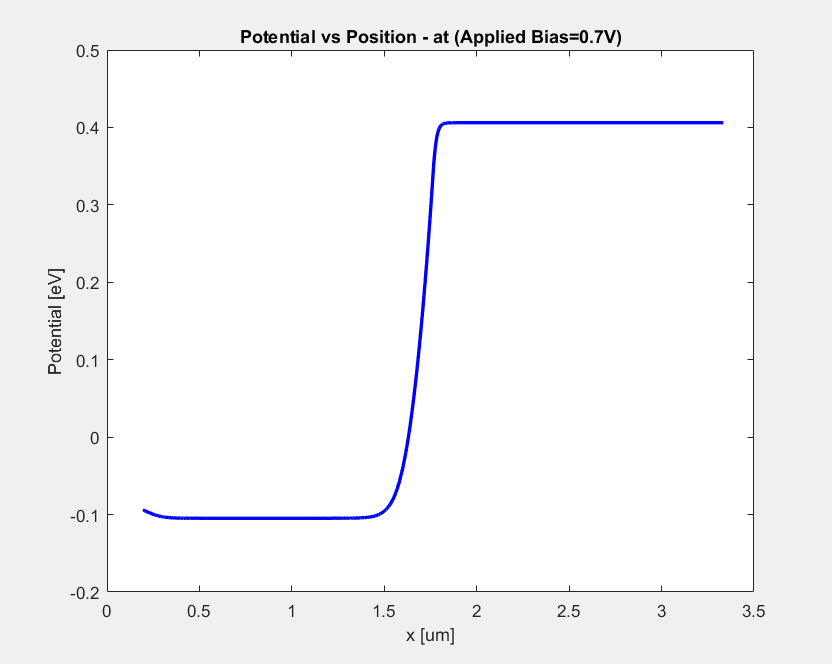 Potential vs Position - at (Applied Bias=0.7V)
0.5
0.4
0.3
0.2
0.1
0
-0.1
-0.2
Potential [eV]
0 0.5 1 1.5 2 2.5 3 3.5
x [um]